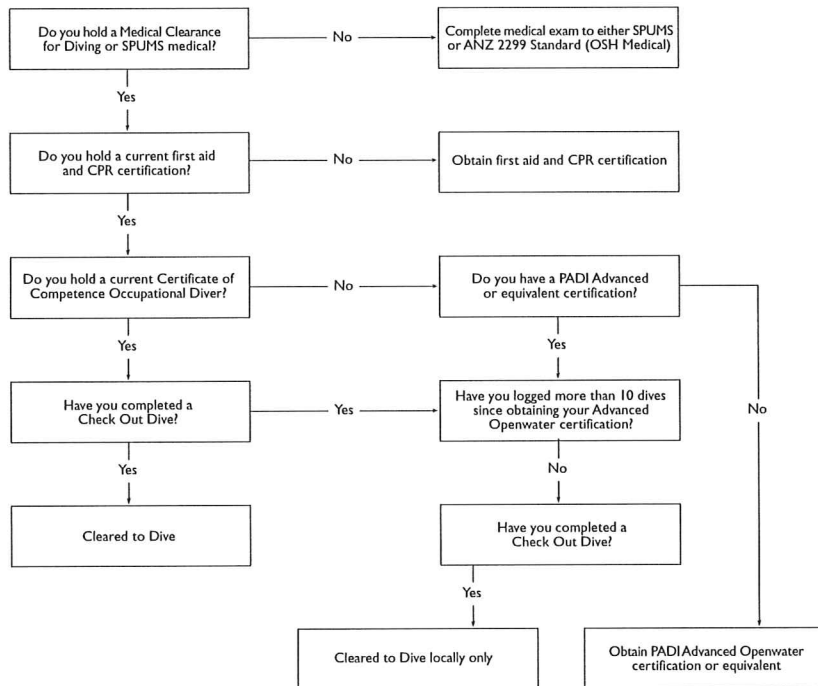 Do you hold a Medical Clearance
for Diving or SPUMS medical?
No
Complete medical exam to either SPUMS
or ANZ 2299 Standard (OSH Medical)
Yes
Do you hold a current first aid
and CPR certification?
No
Obtain first aid and CPR certification
Yes
Do you hold a current Certificate of
Competence Occupational Diver?
No
Do you have a PADI Advanced
or equivalent certification?
Yes
Yes
Have you completed a
Check Out Dive?
Yes
Have you logged more than 10 dives
since obtaining your Advanced
Openwater certification?
No
Yes
No
Cleared to Dive
Have you completed a
Check Out Dive?
Yes
Cleared to Dive locally only
Obtain PADI Advanced Openwater
certification or equivalent